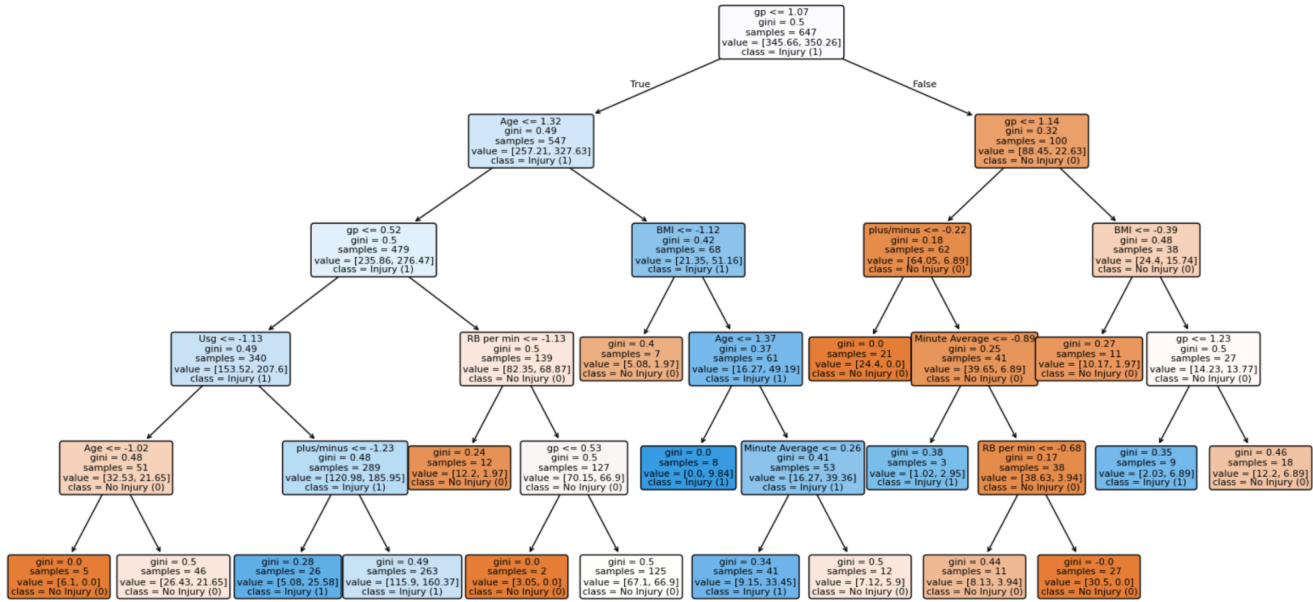 gp <= 1.07
gini = 0.5
samples = 647
value = [345.66, 350.26]
class = Injury (1)
True
False
Age <= 1.32
gini = 0.49
samples = 547
value = [257.21, 327.63]
class = Injury (1)
gp <= 1.14
gini = 0.32
samples = 100
value = [88.45, 22.63]
class = No Injury (0)
gp <= 0.52
gini = 0.5
samples = 479
value = [235.86, 276.47]
class = Injury (1)
BMI <= -1.12
gini = 0.42
samples = 68
value = [21.35, 51.16]
class = Injury (1)
plus/minus <= -0.22
gini = 0.18
samples = 62
value = [64.05, 6.89]
class = No Injury (0)
BMI <= -0.39
gini = 0.48
samples = 38
value = [24.4, 15.74]
class = No Injury (0)
Usg <= -1.13
gini = 0.49
samples = 340
value = [153.52, 207.6]
class = Injury (1)
RB per min <= -1.13
gini = 0.5
samples = 139
value = [82.35, 68.87]
class = No Injury (0)
gini = 0.4
samples = 7
value = [5.08, 1.97]
class = No Injury (0)
Age <= 1.37
gini = 0.37
samples = 61
value = [16.27, 49.19]
class = Injury (1)
gini = 0.0
samples = 21
value = [24.4, 0.0]
class = No Injury (0)
Minute Average <= -0.89
gini = 0.25
samples = 41
value = [39.65, 6.89]
class = No Injury (0)
gini = 0.27
samples = 11
value = [10.17, 1.97]
class = No Injury (0)
gp <= 1.23
gini = 0.5
samples = 27
value = [14.23, 13.77]
class = No Injury (0)
Age <= -1.02
gini = 0.48
samples = 51
value = [32.53, 21.65]
class = No Injury (0)
plus/minus <= -1.23
gini = 0.48
samples = 289
value = [120.98, 185.95]
class = Injury (1)
gini = 0.24
samples = 12
value = [12.2, 1.97]
class = No Injury (0)
gp <= 0.53
gini = 0.5
samples = 127
value = [70.15, 66.9]
class = No Injury (0)
gini = 0.0
samples = 8
value = [0.0, 9.84]
class = Injury (1)
Minute Average <= 0.26
gini = 0.41
samples = 53
value = [16.27, 39.36]
class = Injury (1)
gini = 0.38
samples = 3
value = [1.02, 2.95]
class = Injury (1)
RB per min <= -0.68
gini = 0.17
samples = 38
value = [38.63, 3.94]
class = No Injury (0)
gini = 0.35
samples = 9
value = [2.03, 6.89]
class = Injury (1)
gini = 0.46
samples = 18
value = [12.2, 6.89]
class = No Injury (0)
gini = 0.0
samples = 5
value = [6.1, 0.0]
class = No Injury (0)
gini = 0.5
samples = 46
value = [26.43, 21.65]
class = No Injury (0)
gini = 0.28
samples = 26
value = [5.08, 25.58]
class = Injury (1)
gini = 0.49
samples = 263
value = [115.9, 160.37]
class = Injury (1)
gini = 0.0
samples = 2
value = [3.05, 0.0]
class = No Injury (0)
gini = 0.5
samples = 125
value = [67.1, 66.9]
class = No Injury (0)
gini = 0.34
samples = 41
value = [9.15, 33.45]
class = Injury (1)
gini = 0.5
samples = 12
value = [7.12, 5.9]
class = No Injury (0)
gini = 0.44
samples = 11
value = [8.13, 3.94]
class = No Injury (0)
gini = -0.0
samples = 27
value = [30.5, 0.0]
class = No Injury (0)